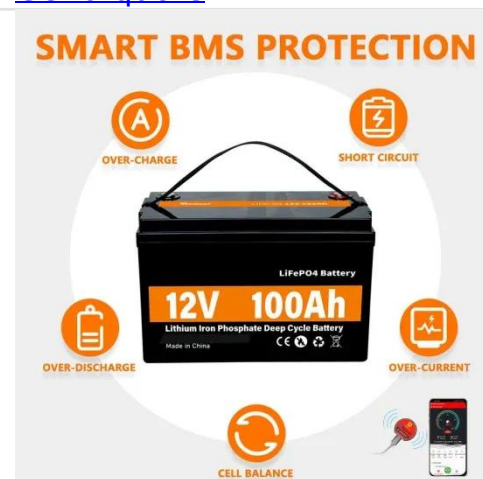 SMART BMS PROTECTION
OVER-CHARGE
SHORT CIRCUIT
LiFePO4 Battery
12V 100Ah
Lithium Iron Phosphate Deep Cycle Battery
Made in China
CE
OVER-DISCHARGE
OVER-CURRENT
CELL BALANCE